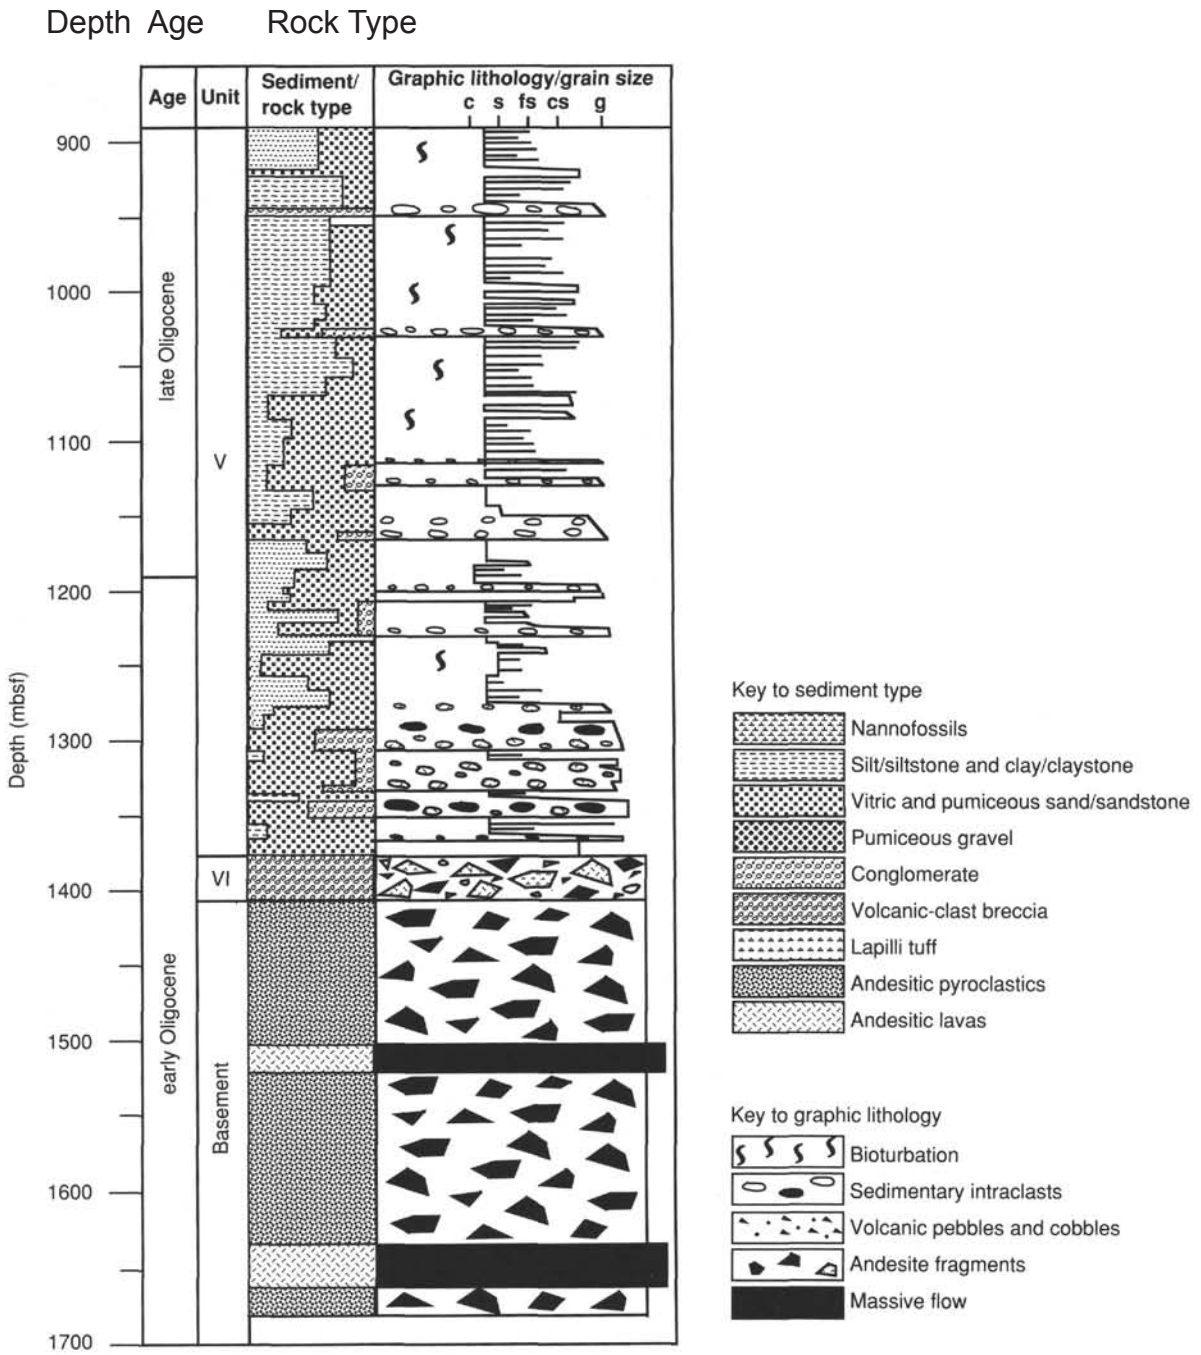 Depth Age Rock Type
Age Unit Sediment/ rock type Graphic lithology/grain size
c s fs cs g
900
1000
1100
1200
1300
1400
1500
1600
1700
Depth (mbsf)
late Oligocene
early Oligocene
V
VI
Basement
Key to sediment type
Nannofossils
Silt/siltstone and clay/claystone
Vitric and pumiceous sand/sandstone
Pumiceous gravel
Conglomerate
Volcanic-clast breccia
Lapilli tuff
Andesitic pyroclastics
Andesitic lavas
Key to graphic lithology
Bioturbation
Sedimentary intraclasts
Volcanic pebbles and cobbles
Andesite fragments
Massive flow